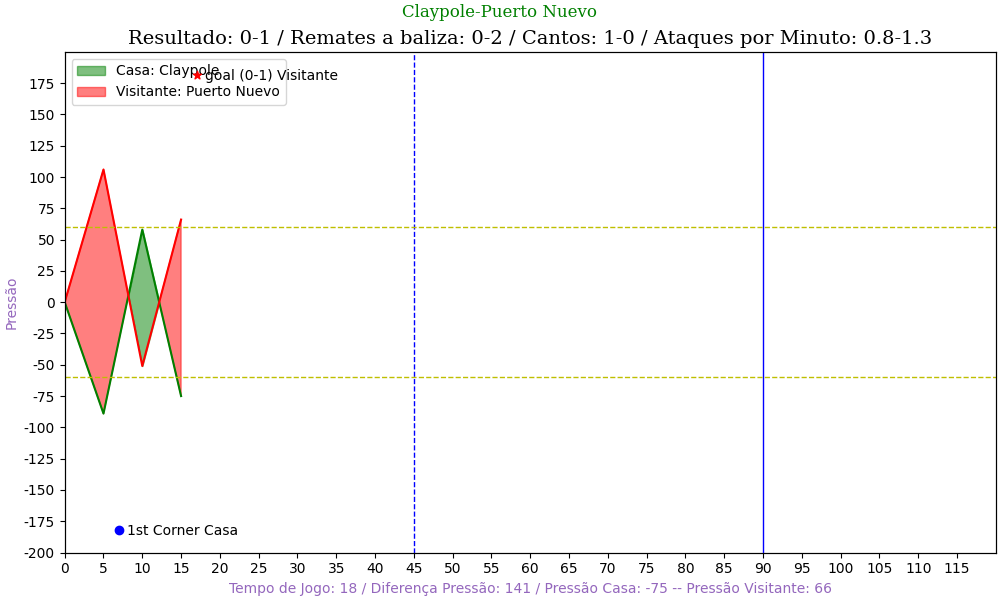 Claypole-Puerto Nuevo
Resultado: 0-1 / Remates a baliza: 0-2 / Cantos: 1-0 / Ataques por Minuto: 0.8-1.3
Casa: Claypole
goal (0-1) Visitante
Visitante: Puerto Nuevo
175
150
125
100
75
50
25
0
-25
-50
-75
-100
-125
-150
-175
-200
Pressão
1st Corner Casa
0 5 10 15 20 25 30 35 40 45 50 55 60 65 70 75 80 85 90 95 100 105 110 115
Tempo de Jogo: 18 / Diferença Pressão: 141 / Pressão Casa: -75 -- Pressão Visitante: 66